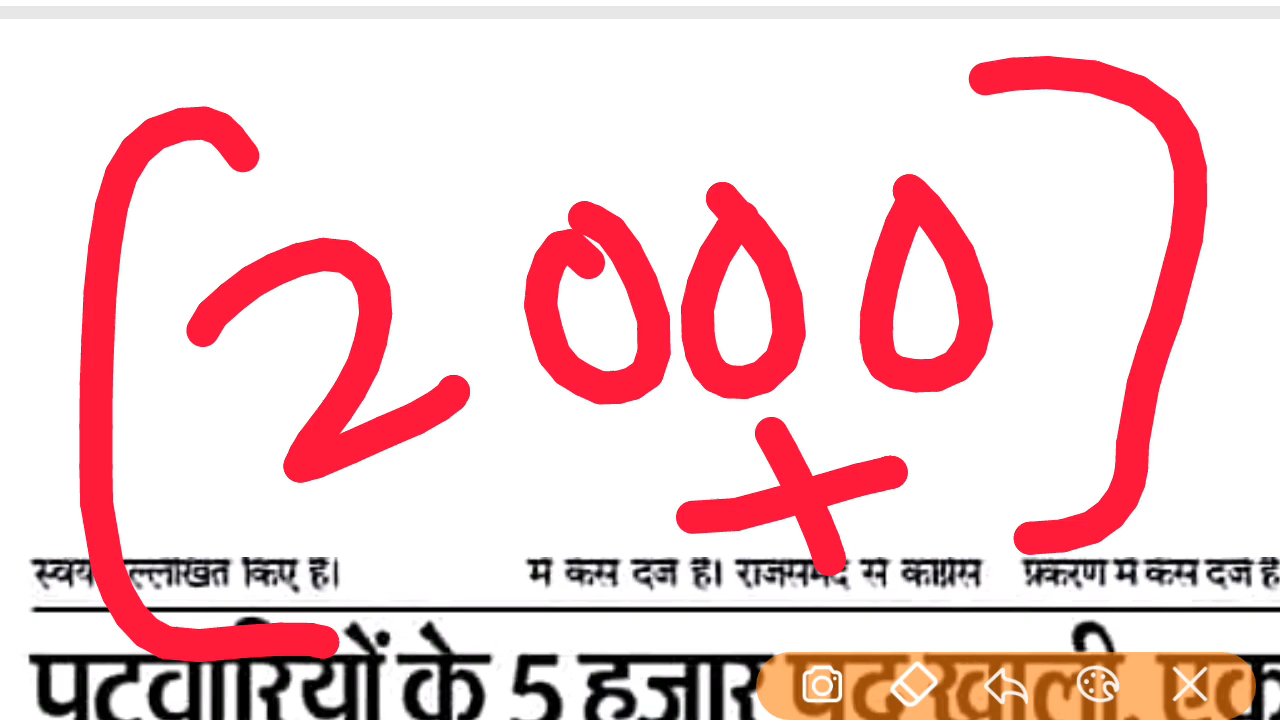 [2000]
+
स्वयं उल्लेखित किए हैं।
में केस दर्ज है। राजसमंद से कांग्रेस
प्रकरण में केस दर्ज है
पटवारियों के 5 हजार पद खाली, एक